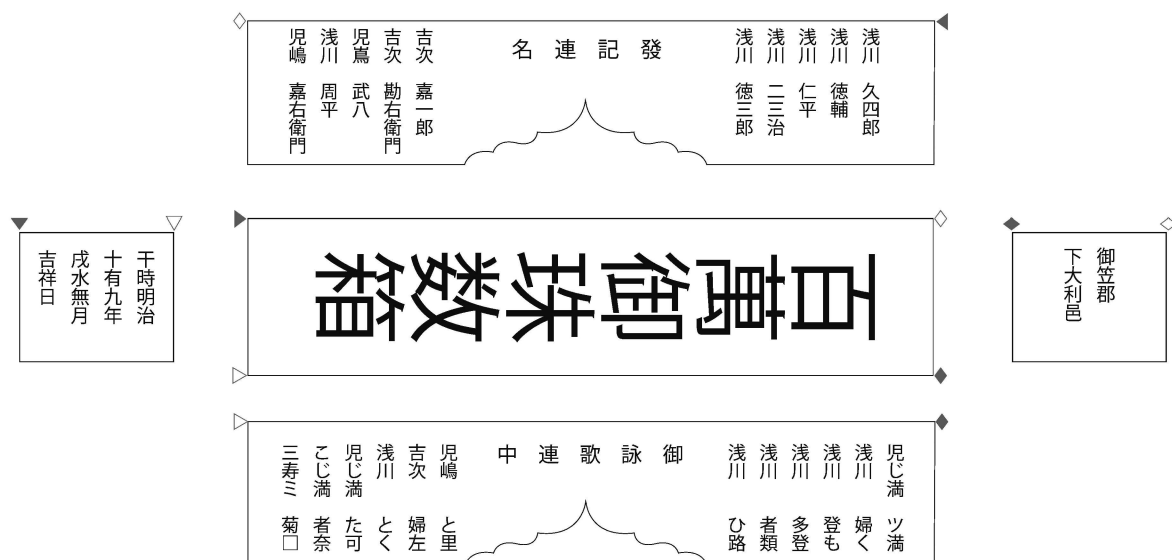 浅川 久四郎
浅川 徳輔
浅川 仁平
浅川 二三治
浅川 徳三郎
發記連名
吉次 嘉一郎
吉次 勘右衛門
児嶌 武八
浅川 周平
児嶋 嘉右衛門
御笠郡
下大利邑
百萬御珠数箱
干時明治
十有九年
戌水無月
吉祥日
児じ満 ツ満
浅川 婦く
浅川 登も
浅川 多登
浅川 者類
浅川 ひ路
御詠歌連中
児嶋 と里
吉次 婦左
浅川 とく
児じ満 た可
こじ満 者奈
三寿ミ 菊□